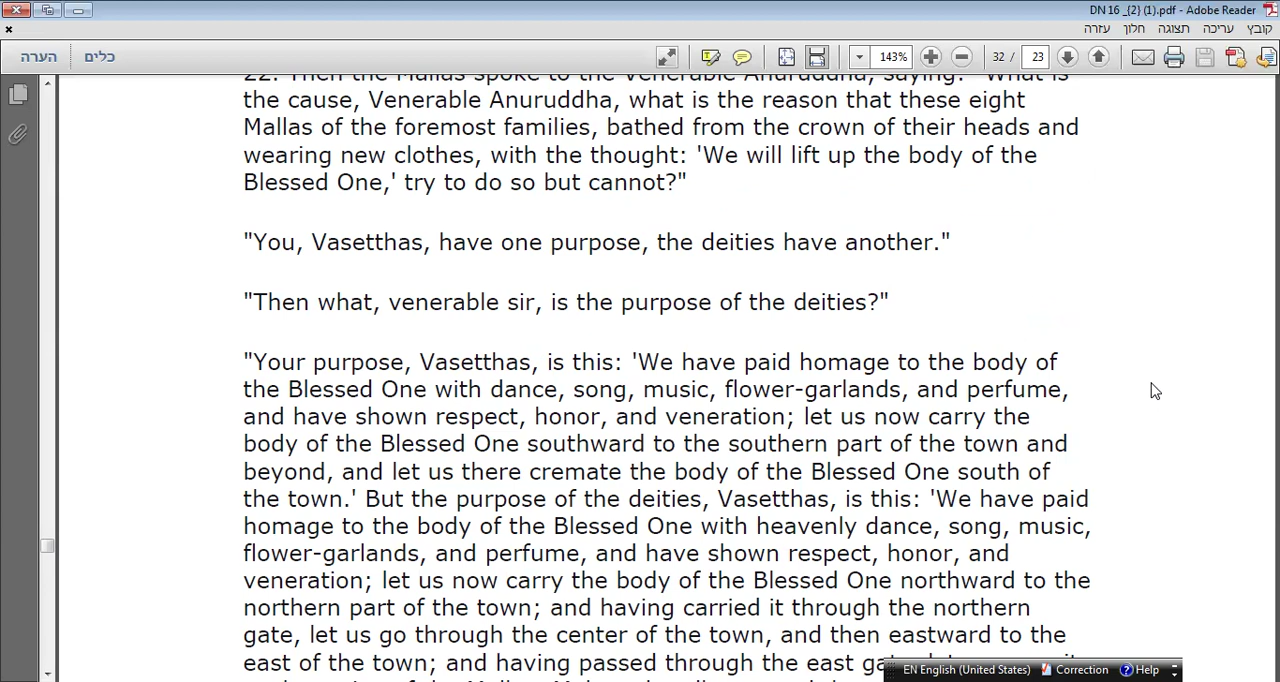 DN 16 _{2} (1).pdf - Adobe Reader
קובץ עריכה תצוגה חלון עזרה
הערה כלים 143% 32 / 23
22. Then the Mallas spoke to the Venerable Anuruddha, saying: "What is
the cause, Venerable Anuruddha, what is the reason that these eight
Mallas of the foremost families, bathed from the crown of their heads and
wearing new clothes, with the thought: 'We will lift up the body of the
Blessed One,' try to do so but cannot?"
"You, Vasetthas, have one purpose, the deities have another."
"Then what, venerable sir, is the purpose of the deities?"
"Your purpose, Vasetthas, is this: 'We have paid homage to the body of
the Blessed One with dance, song, music, flower-garlands, and perfume,
and have shown respect, honor, and veneration; let us now carry the
body of the Blessed One southward to the southern part of the town and
beyond, and let us there cremate the body of the Blessed One south of
the town.' But the purpose of the deities, Vasetthas, is this: 'We have paid
homage to the body of the Blessed One with heavenly dance, song, music,
flower-garlands, and perfume, and have shown respect, honor, and
veneration; let us now carry the body of the Blessed One northward to the
northern part of the town; and having carried it through the northern
gate, let us go through the center of the town, and then eastward to the
east of the town; and having passed through the east
EN English (United States) Correction Help